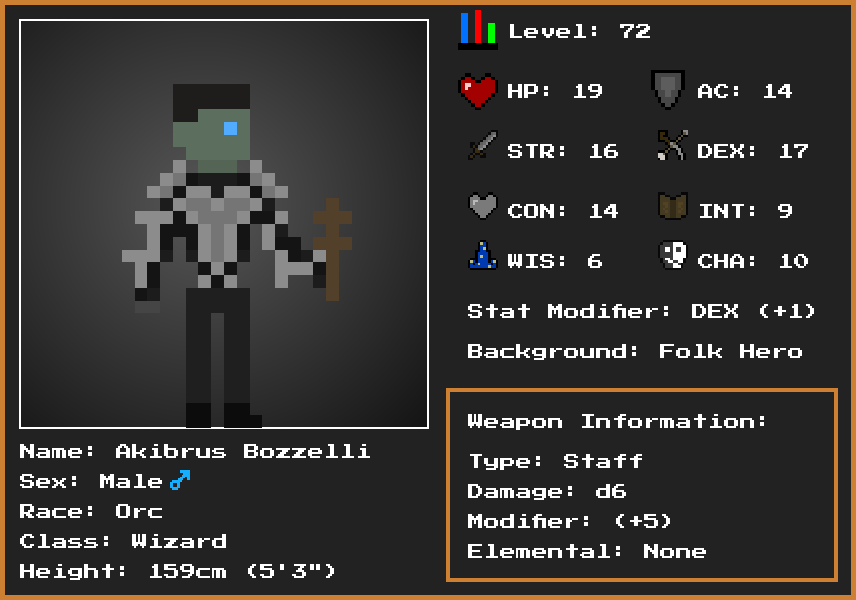 Level: 72
HP: 19 AC: 14
STR: 16 DEX: 17
CON: 14 INT: 9
WIS: 6 CHA: 10
Stat Modifier: DEX (+1)
Background: Folk Hero
Weapon Information:
Type: Staff
Damage: d6
Modifier: (+5)
Elemental: None
Name: Akibrus Bozzelli
Sex: Male♂
Race: Orc
Class: Wizard
Height: 159cm (5'3")